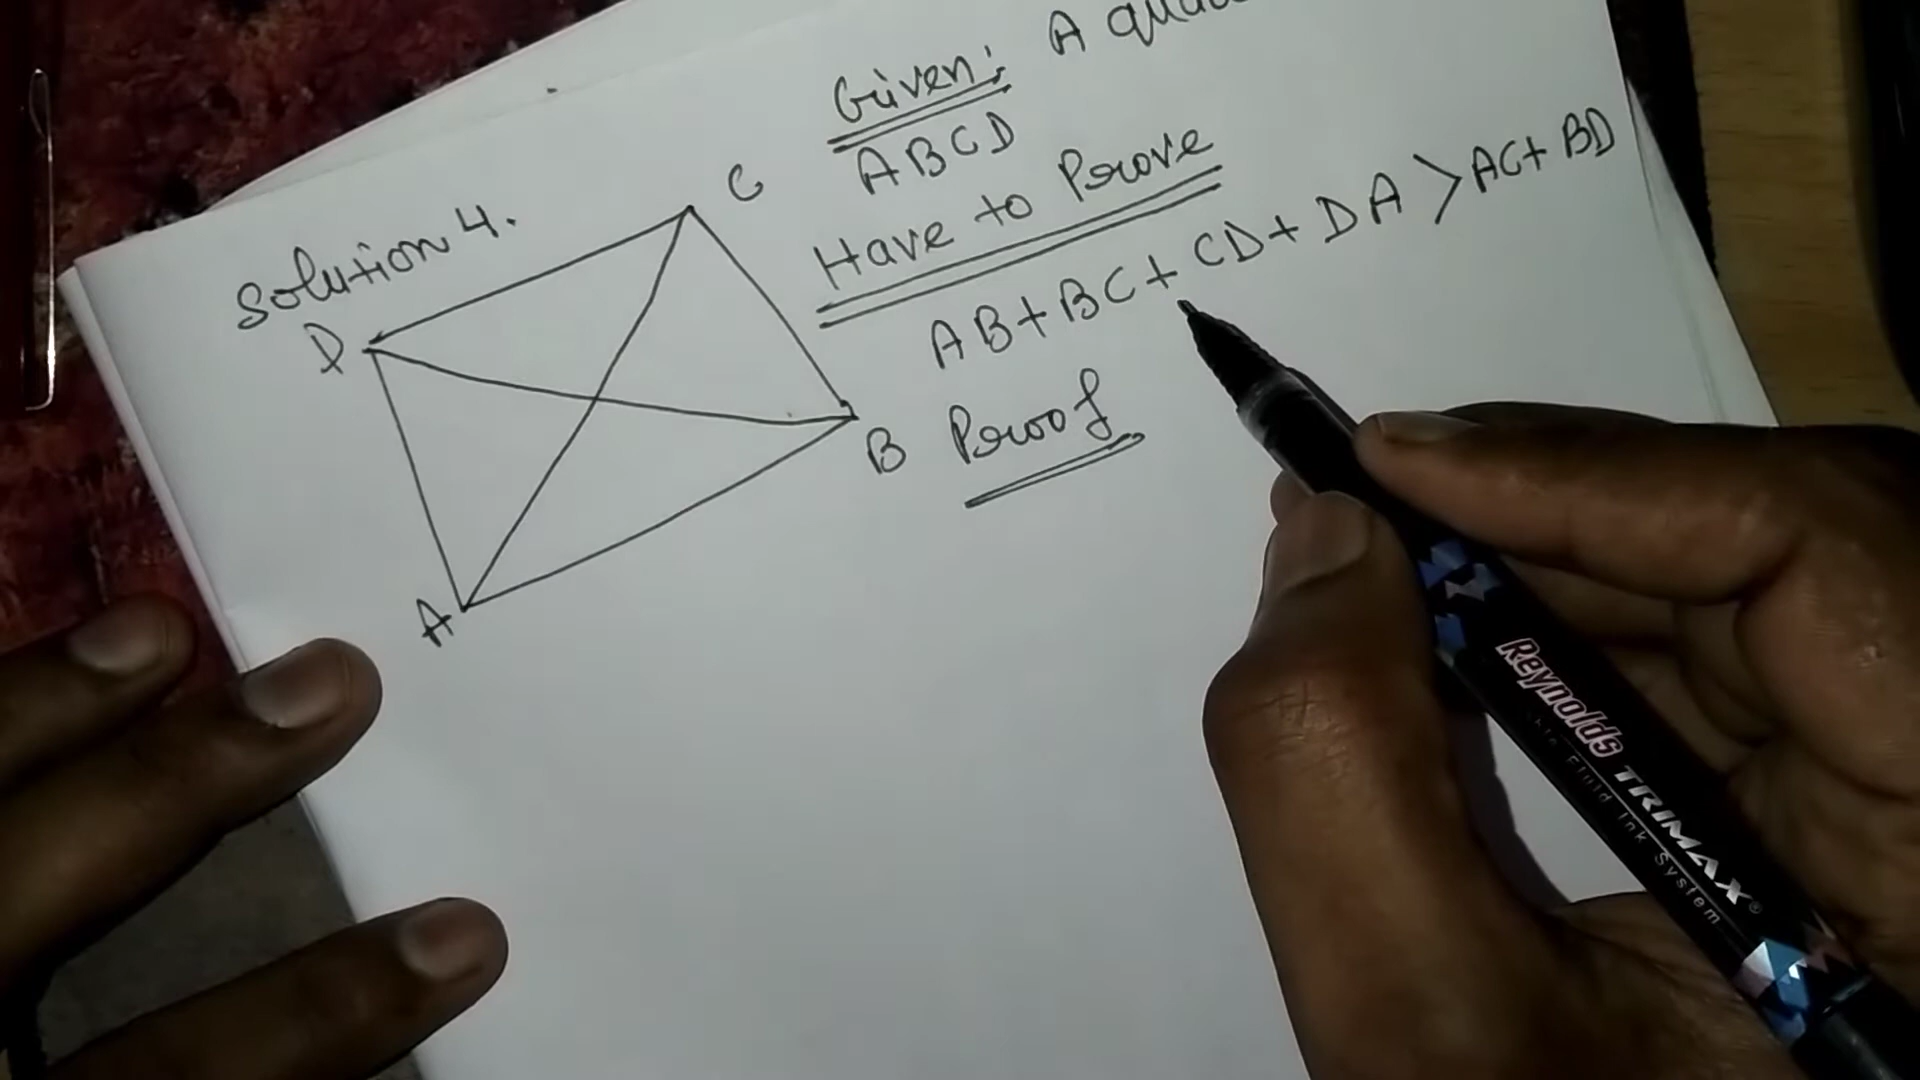 Given: A
ABCD
Have to Prove
AB+BC+CD+DA>AC+BD
Proof
Solution 4.
C
D
B
A
Reynolds TRIMAX®
Fluid Ink System